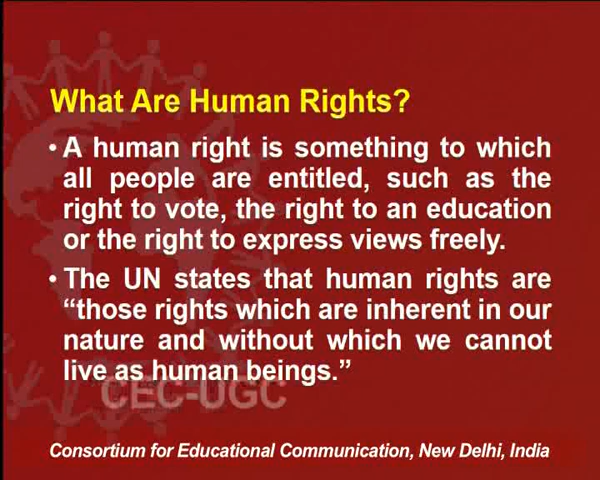 What Are Human Rights?
• A human right is something to which
all people are entitled, such as the
right to vote, the right to an education
or the right to express views freely.
• The UN states that human rights are
“those rights which are inherent in our
nature and without which we cannot
live as human beings.”
CEC-UGC
Consortium for Educational Communication, New Delhi, India